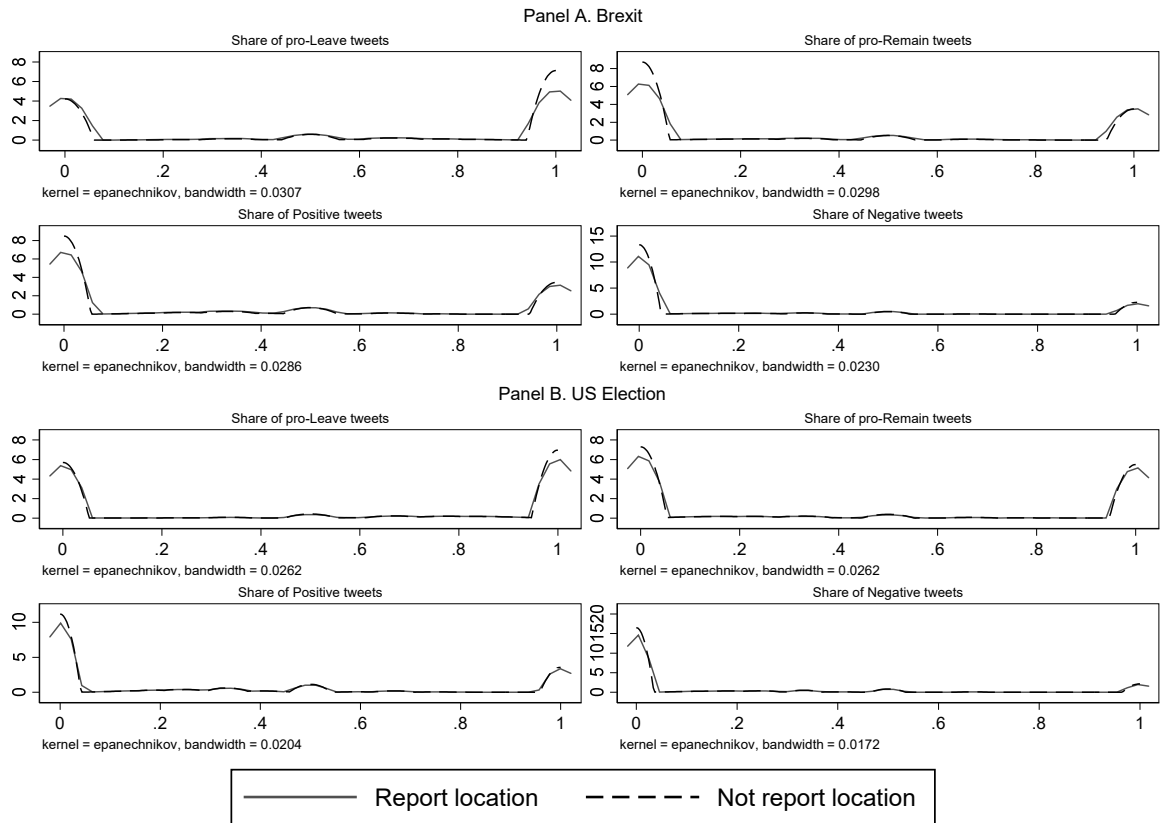 Panel A. Brexit
Share of pro-Leave tweets
0 2 4 6 8
0 .2 .4 .6 .8 1
kernel = epanechnikov, bandwidth = 0.0307
Share of pro-Remain tweets
0 2 4 6 8
0 .2 .4 .6 .8 1
kernel = epanechnikov, bandwidth = 0.0298
Share of Positive tweets
0 2 4 6 8
0 .2 .4 .6 .8 1
kernel = epanechnikov, bandwidth = 0.0286
Share of Negative tweets
0 5 10 15
0 .2 .4 .6 .8 1
kernel = epanechnikov, bandwidth = 0.0230
Panel B. US Election
Share of pro-Leave tweets
0 2 4 6 8
0 .2 .4 .6 .8 1
kernel = epanechnikov, bandwidth = 0.0262
Share of pro-Remain tweets
0 2 4 6 8
0 .2 .4 .6 .8 1
kernel = epanechnikov, bandwidth = 0.0262
Share of Positive tweets
0 5 10
0 .2 .4 .6 .8 1
kernel = epanechnikov, bandwidth = 0.0204
Share of Negative tweets
0 5 10 15 20
0 .2 .4 .6 .8 1
kernel = epanechnikov, bandwidth = 0.0172
Report location
Not report location